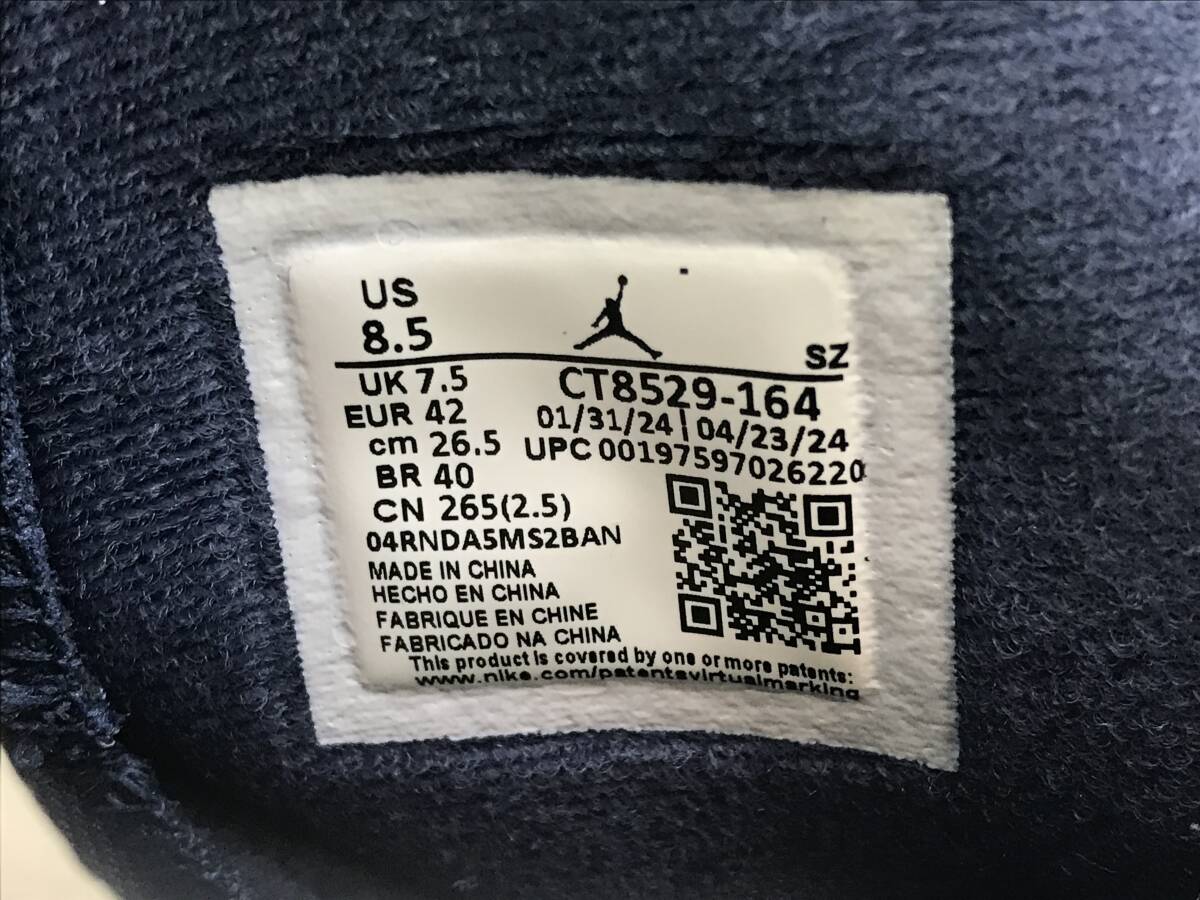 US
8.5
SZ
UK 7.5
CT8529-164
EUR 42
01/31/24 | 04/23/24
cm 26.5
UPC 00197597026220
BR 40
CN 265(2.5)
04RNDA5MS2BAN
MADE IN CHINA
HECHO EN CHINA
FABRIQUE EN CHINE
FABRICADO NA CHINA
This product is covered by one or more patents:
www.nike.com/patentsvirtualmarking